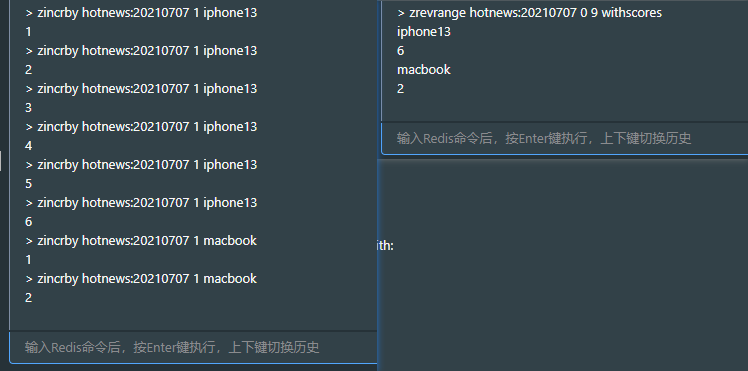 > zincrby hotnews:20210707 1 iphone13
1
> zincrby hotnews:20210707 1 iphone13
2
> zincrby hotnews:20210707 1 iphone13
3
> zincrby hotnews:20210707 1 iphone13
4
> zincrby hotnews:20210707 1 iphone13
5
> zincrby hotnews:20210707 1 iphone13
6
> zincrby hotnews:20210707 1 macbook
1
> zincrby hotnews:20210707 1 macbook
2
输入Redis命令后，按Enter键执行，上下键切换历史
> zrevrange hotnews:20210707 0 9 withscores
iphone13
6
macbook
2
输入Redis命令后，按Enter键执行，上下键切换历史
ith: